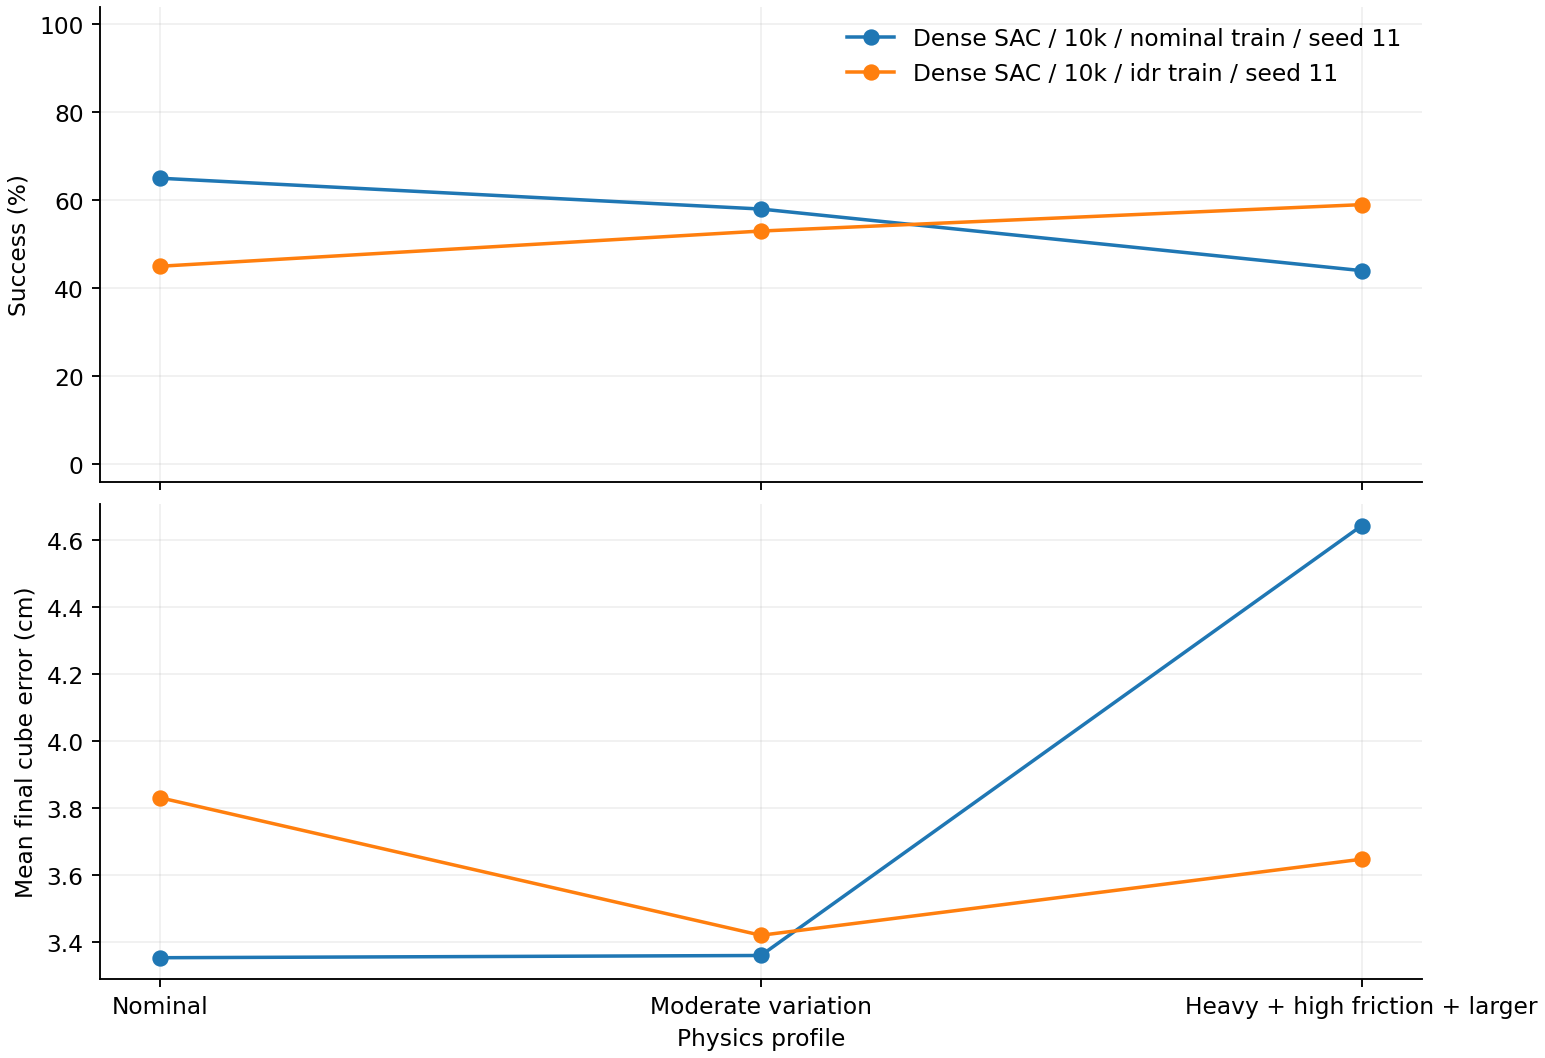 100
80
60
40
20
0
Success (%)
Dense SAC / 10k / nominal train / seed 11
Dense SAC / 10k / idr train / seed 11
4.6
4.4
4.2
4.0
3.8
3.6
3.4
Mean final cube error (cm)
Nominal
Moderate variation
Heavy + high friction + larger
Physics profile